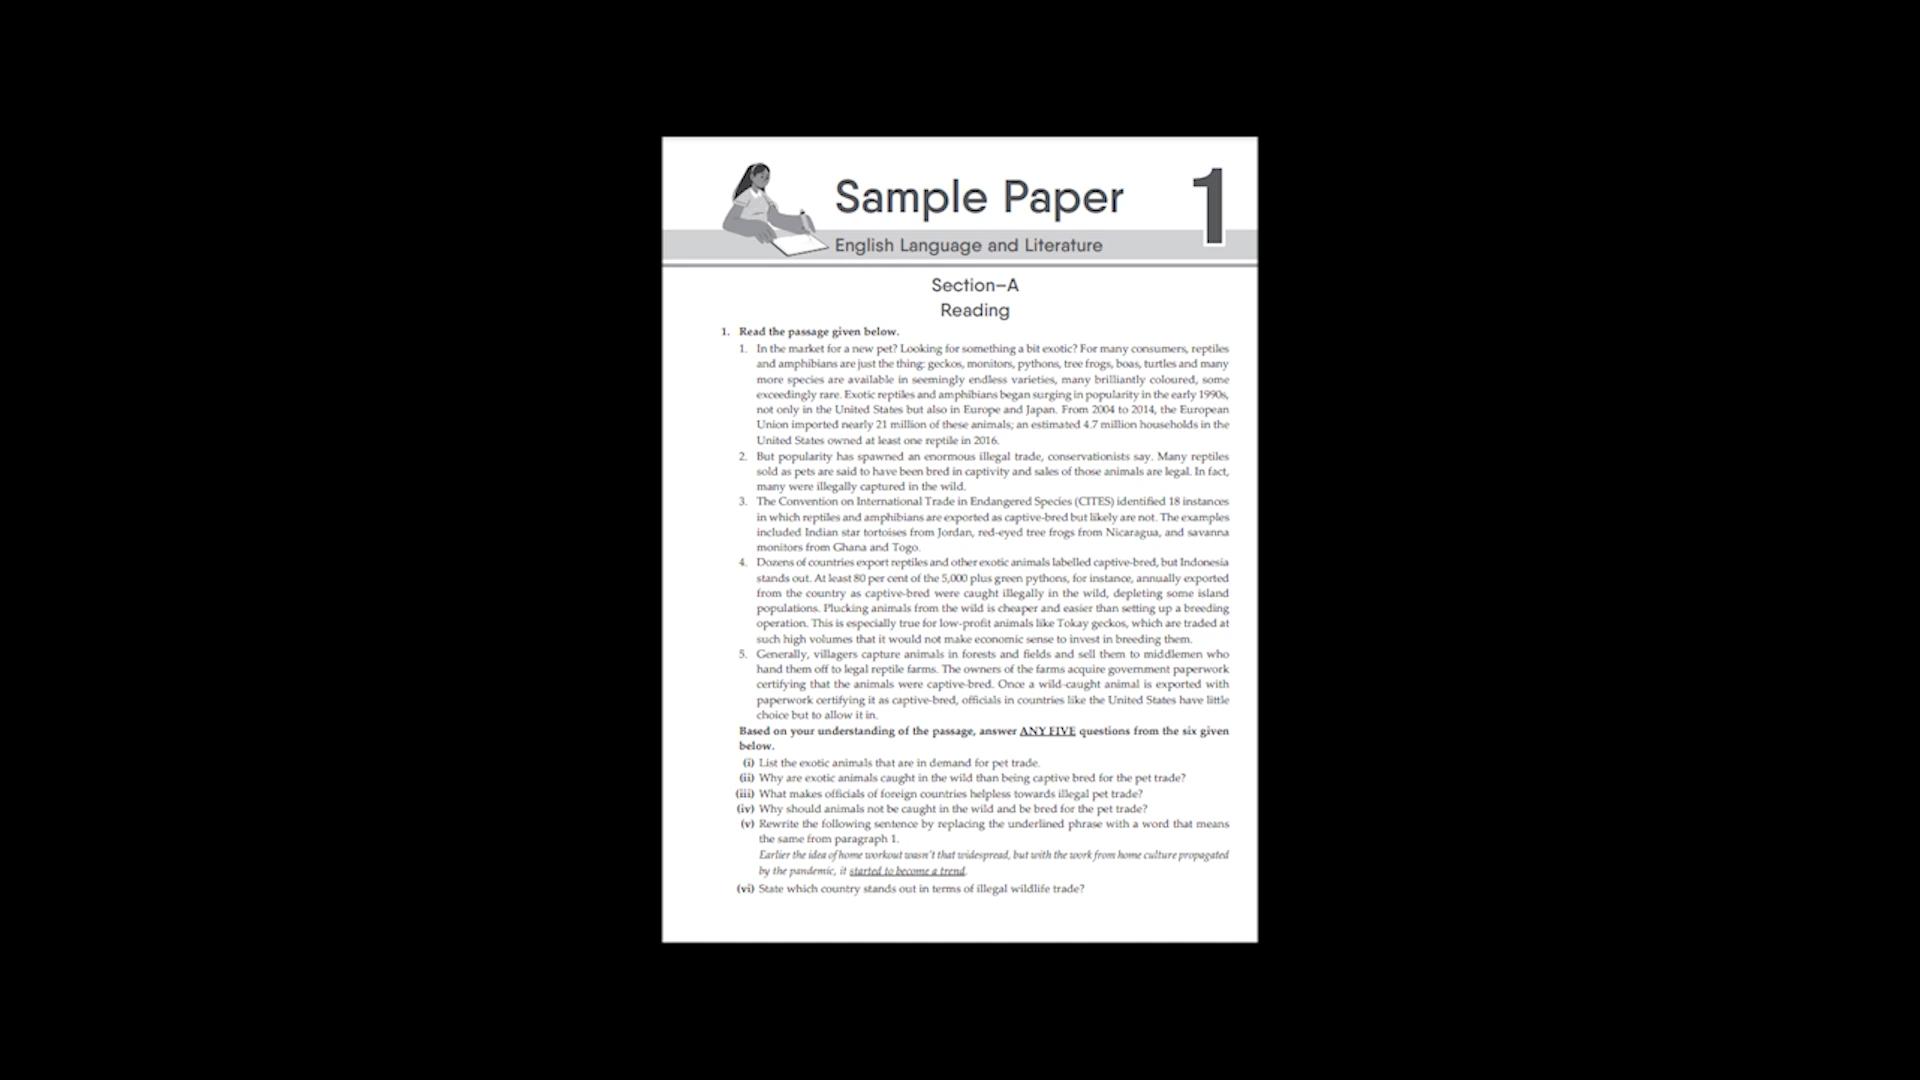 Sample Paper
1
English Language and Literature
Section–A
Reading
1. Read the passage given below.
1. In the market for a new pet? Looking for something a bit exotic? For many consumers, reptiles
and amphibians are just the thing: geckos, monitors, pythons, tree frogs, boas, turtles and many
more species are available in seemingly endless varieties, many brilliantly coloured, some
exceedingly rare. Exotic reptiles and amphibians began surging in popularity in the early 1990s,
not only in the United States but also in Europe and Japan. From 2004 to 2014, the European
Union imported nearly 21 million of these animals; an estimated 4.7 million households in the
United States owned at least one reptile in 2016.
2. But popularity has spawned an enormous illegal trade, conservationists say. Many reptiles
sold as pets are said to have been bred in captivity and sales of those animals are legal. In fact,
many were illegally captured in the wild.
3. The Convention on International Trade in Endangered Species (CITES) identified 18 instances
in which reptiles and amphibians are exported as captive-bred but likely are not. The examples
included Indian star tortoises from Jordan, red-eyed tree frogs from Nicaragua, and savanna
monitors from Ghana and Togo.
4. Dozens of countries export reptiles and other exotic animals labelled captive-bred, but Indonesia
stands out. At least 80 per cent of the 5,000 plus green pythons, for instance, annually exported
from the country as captive-bred were caught illegally in the wild, depleting some island
populations. Plucking animals from the wild is cheaper and easier than setting up a breeding
operation. This is especially true for low-profit animals like Tokay geckos, which are traded at
such high volumes that it would not make economic sense to invest in breeding them.
5. Generally, villagers capture animals in forests and fields and sell them to middlemen who
hand them off to legal reptile farms. The owners of the farms acquire government paperwork
certifying that the animals were captive-bred. Once a wild-caught animal is exported with
paperwork certifying it as captive-bred, officials in countries like the United States have little
choice but to allow it in.
Based on your understanding of the passage, answer ANY FIVE questions from the six given
below.
(i) List the exotic animals that are in demand for pet trade.
(ii) Why are exotic animals caught in the wild than being captive bred for the pet trade?
(iii) What makes officials of foreign countries helpless towards illegal pet trade?
(iv) Why should animals not be caught in the wild and be bred for the pet trade?
(v) Rewrite the following sentence by replacing the underlined phrase with a word that means
the same from paragraph 1.
Earlier the idea of home workout wasn't that widespread, but with the work from home culture propagated
by the pandemic, it started to become a trend.
(vi) State which country stands out in terms of illegal wildlife trade?